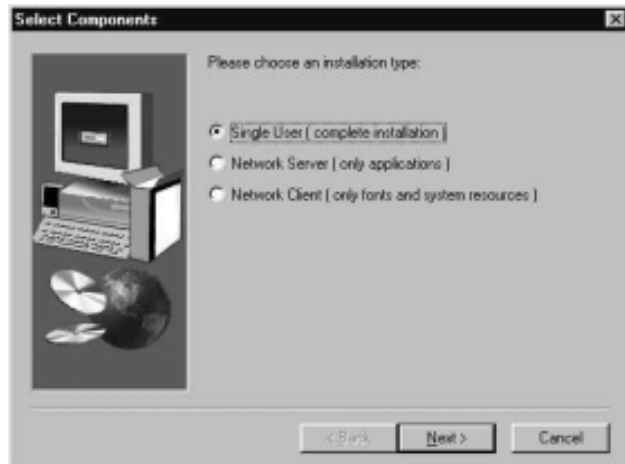 Select Components
Please choose an installation type:
Single User ( complete installation )
Network Server ( only applications )
Network Client ( only fonts and system resources )
< Back
Next >
Cancel